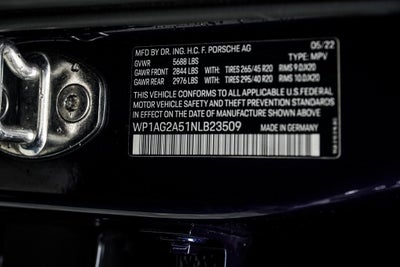 MFD BY DR. ING. H.C. F. PORSCHE AG 05/22
GVWR 5688 LBS TYPE: MPV
GAWR FRONT 2844 LBS WITH TIRES 265/45 R20 RIMS 9.0JX20
GAWR REAR 2976 LBS WITH TIRES 295/40 R20 RIMS 10.0JX20
THIS VEHICLE CONFORMS TO ALL APPLICABLE U.S. FEDERAL
MOTOR VEHICLE SAFETY, BUMPER AND THEFT PREVENTION STANDARDS
IN EFFECT ON THE DATE OF MANUFACTURE SHOWN ABOVE.
WP1AG2A51NLB23509
MADE IN GERMANY